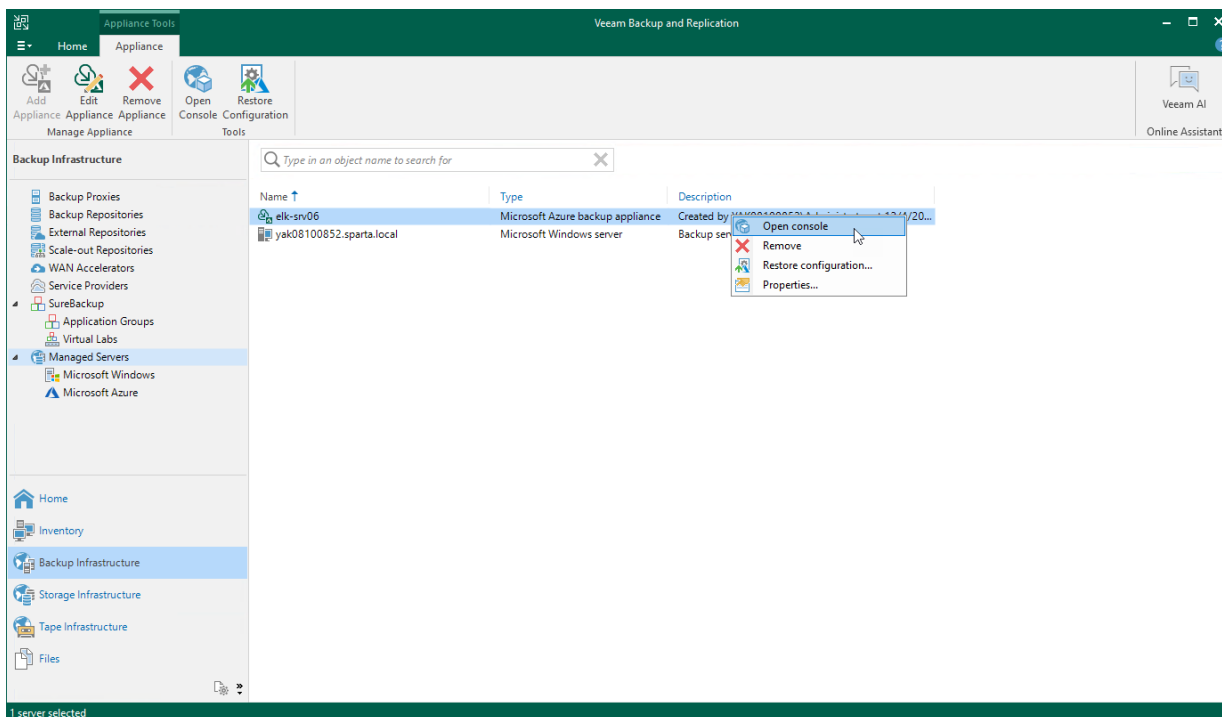 Appliance Tools
Veeam Backup and Replication
Home Appliance
Add Appliance
Edit Appliance
Remove Appliance
Open Console
Restore Configuration
Manage Appliance
Tools
Veeam AI
Online Assistant
Backup Infrastructure
Type in an object name to search for
Backup Proxies
Backup Repositories
External Repositories
Scale-out Repositories
WAN Accelerators
Service Providers
SureBackup
Application Groups
Virtual Labs
Managed Servers
Microsoft Windows
Microsoft Azure
Name Type Description
elk-srv06 Microsoft Azure backup appliance Created by
yak08100852.sparta.local Microsoft Windows server Backup ser
Open console
Remove
Restore configuration...
Properties...
Home
Inventory
Backup Infrastructure
Storage Infrastructure
Tape Infrastructure
Files
1 server selected